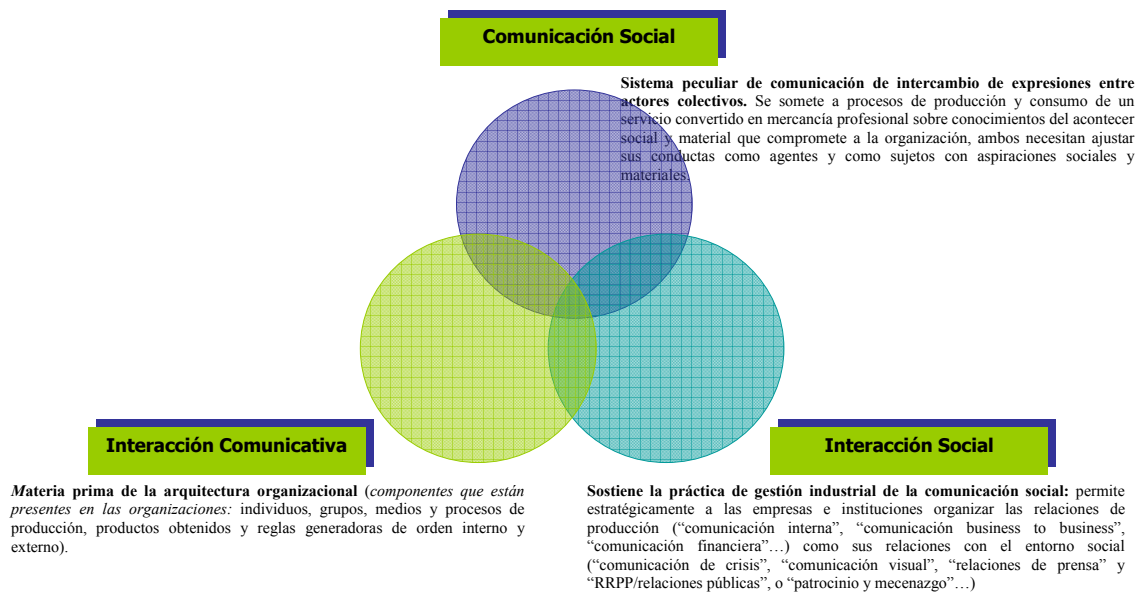 Comunicación Social
Sistema peculiar de comunicación de intercambio de expresiones entre
actores colectivos. Se somete a procesos de producción y consumo de un
servicio convertido en mercancía profesional sobre conocimientos del acontecer
social y material que compromete a la organización, ambos necesitan ajustar
sus conductas como agentes y como sujetos con aspiraciones sociales y
materiales.
Interacción Comunicativa
Materia prima de la arquitectura organizacional (componentes que están
presentes en las organizaciones: individuos, grupos, medios y procesos de
producción, productos obtenidos y reglas generadoras de orden interno y
externo).
Interacción Social
Sostiene la práctica de gestión industrial de la comunicación social: permite
estratégicamente a las empresas e instituciones organizar las relaciones de
producción (“comunicación interna”, “comunicación business to business”,
“comunicación financiera”…) como sus relaciones con el entorno social
(“comunicación de crisis”, “comunicación visual”, “relaciones de prensa” y
“RRPP/relaciones públicas”, o “patrocinio y mecenazgo”…)